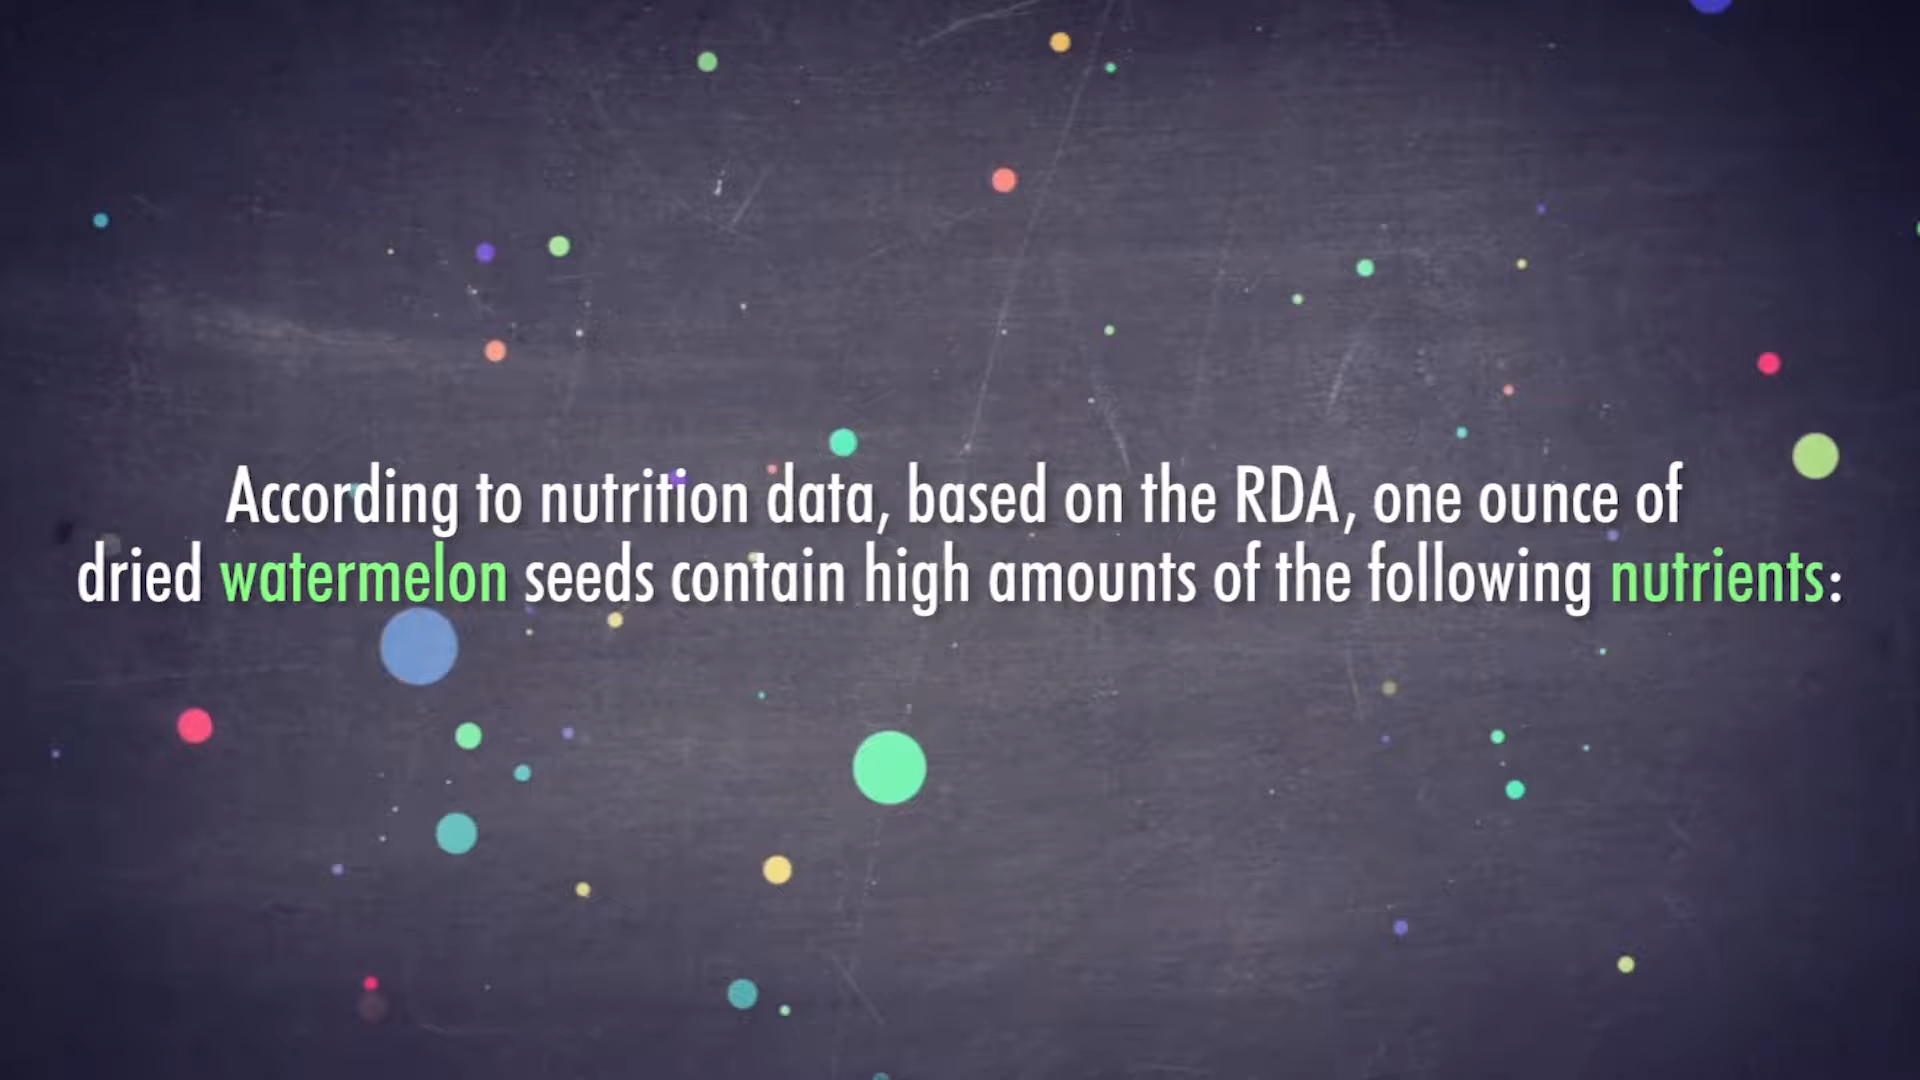 According to nutrition data, based on the RDA, one ounce of
dried watermelon seeds contain high amounts of the following nutrients: